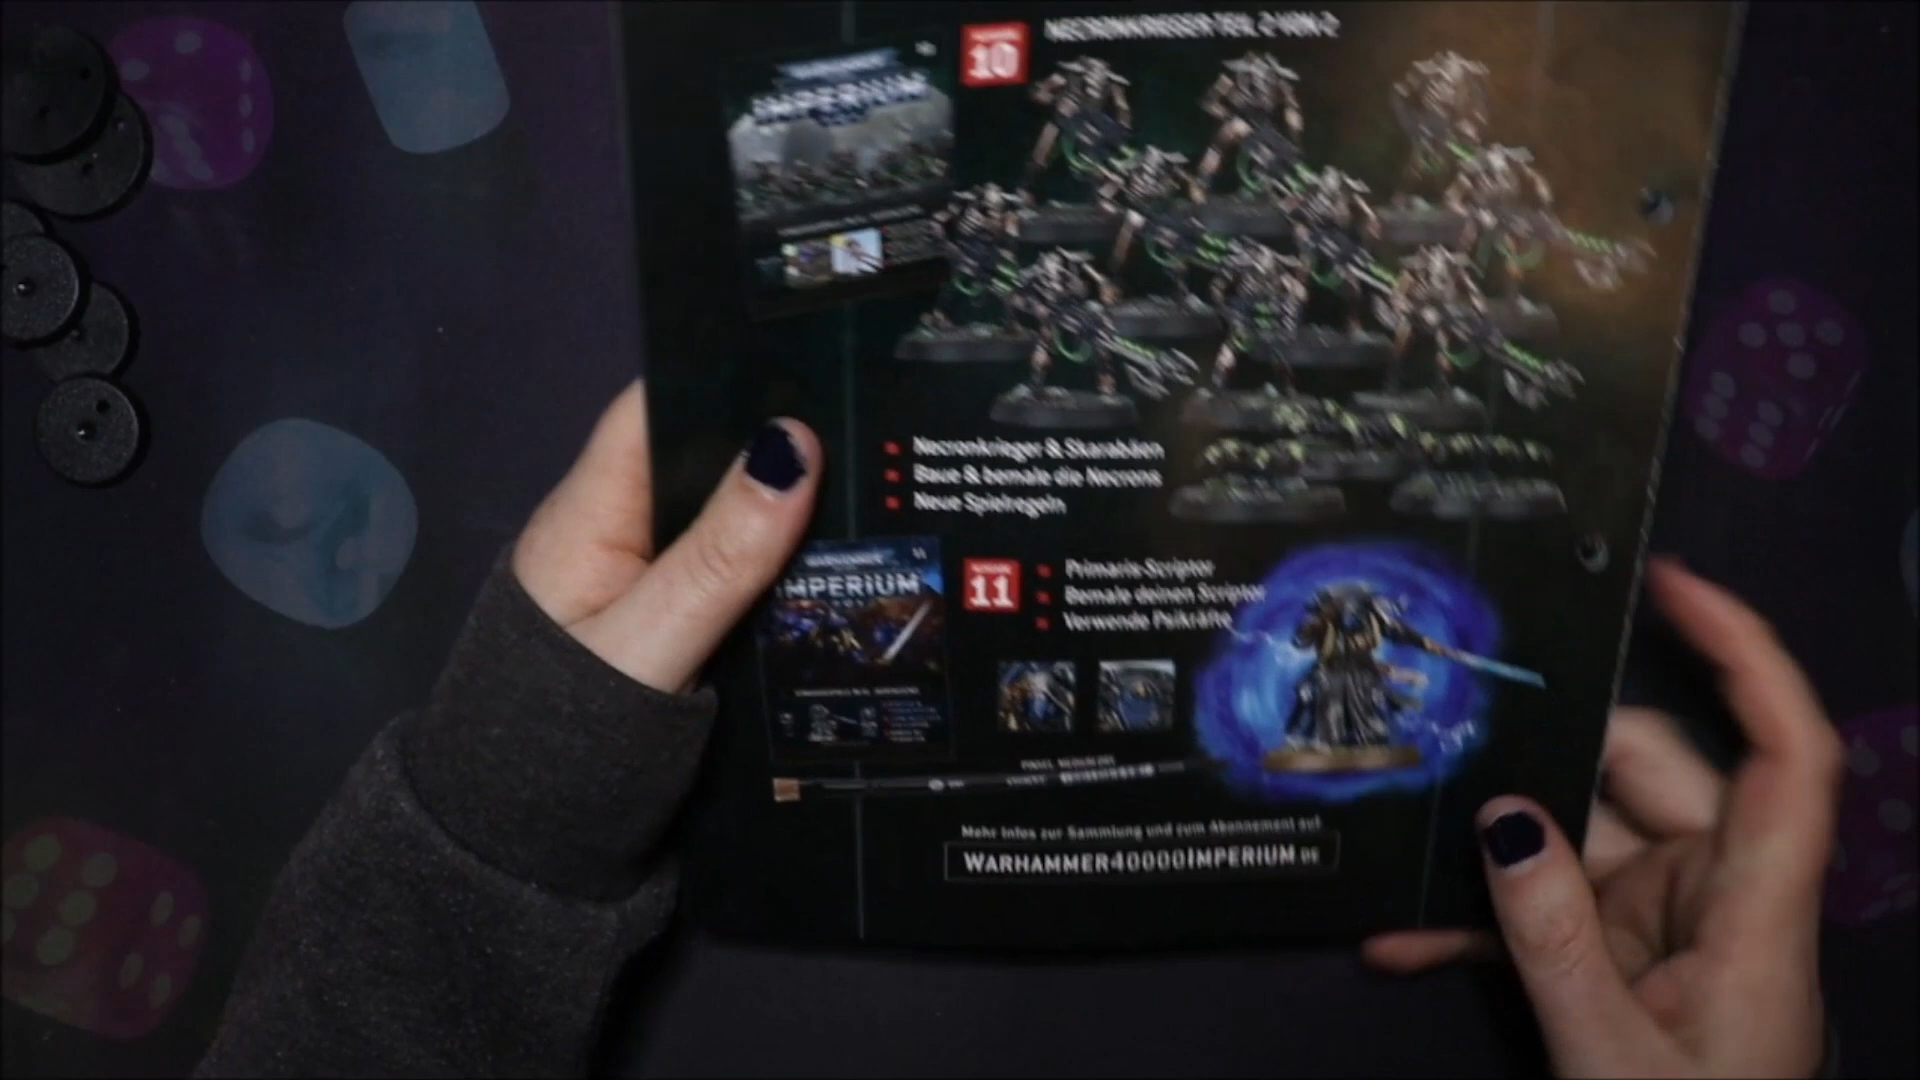 IMPERIUM
10
NECRONKRIEGER TEIL 2 VON 2
Necronkrieger & Skarabäen
Baue & bemale die Necrons
Neue Spielregeln
WARHAMMER
IMPERIUM
11
Primaris-Scriptor
Bemale deinen Scriptor
Verwende Psikräfte
Mehr Infos zur Sammlung und zum Abonnement auf
WARHAMMER40000IMPERIUM.DE